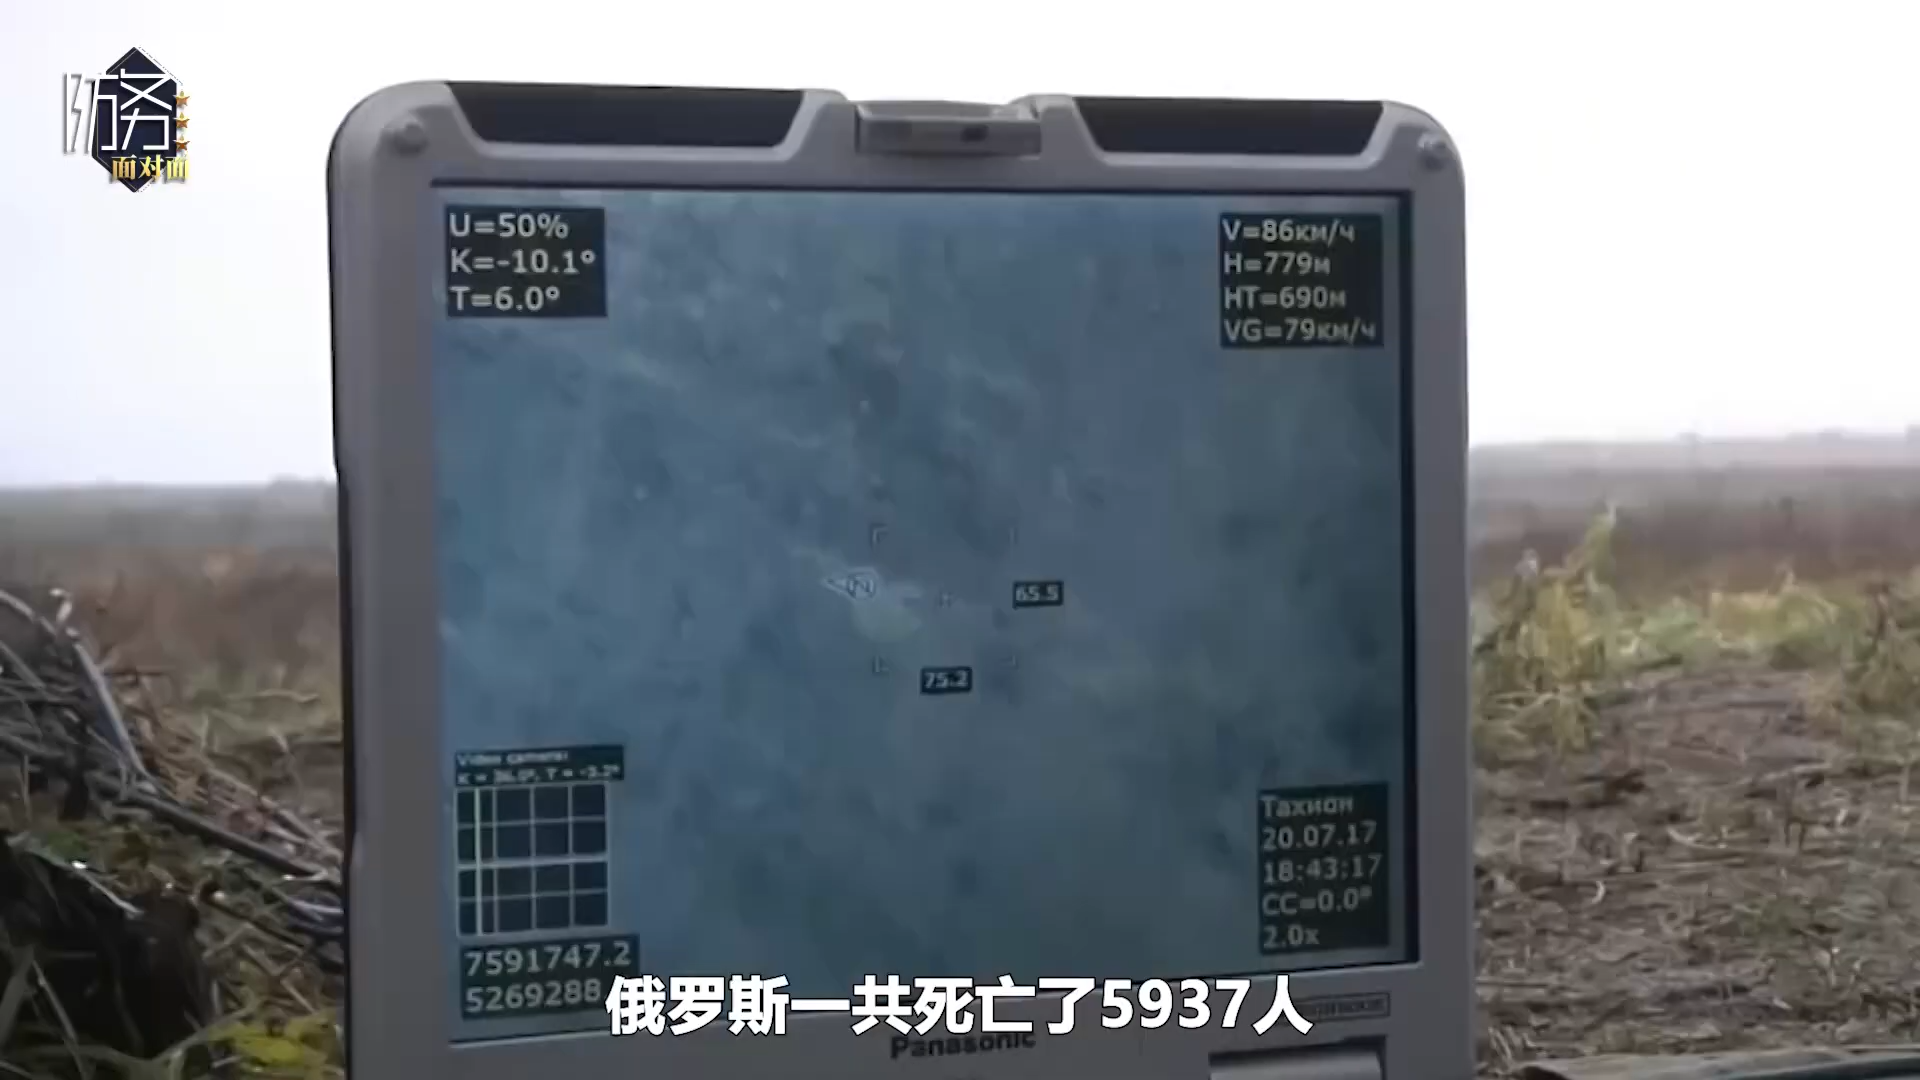 防务
面对面
U=50%
K=-10.1°
T=6.0°
V=86км/ч
H=779м
HT=690м
VG=79км/ч
65.5
75.2
Video camera:
Тахион
20.07.17
18:43:17
CC=0.0°
2.0x
7591747.2
5269288
俄罗斯一共死亡了5937人
Panasonic